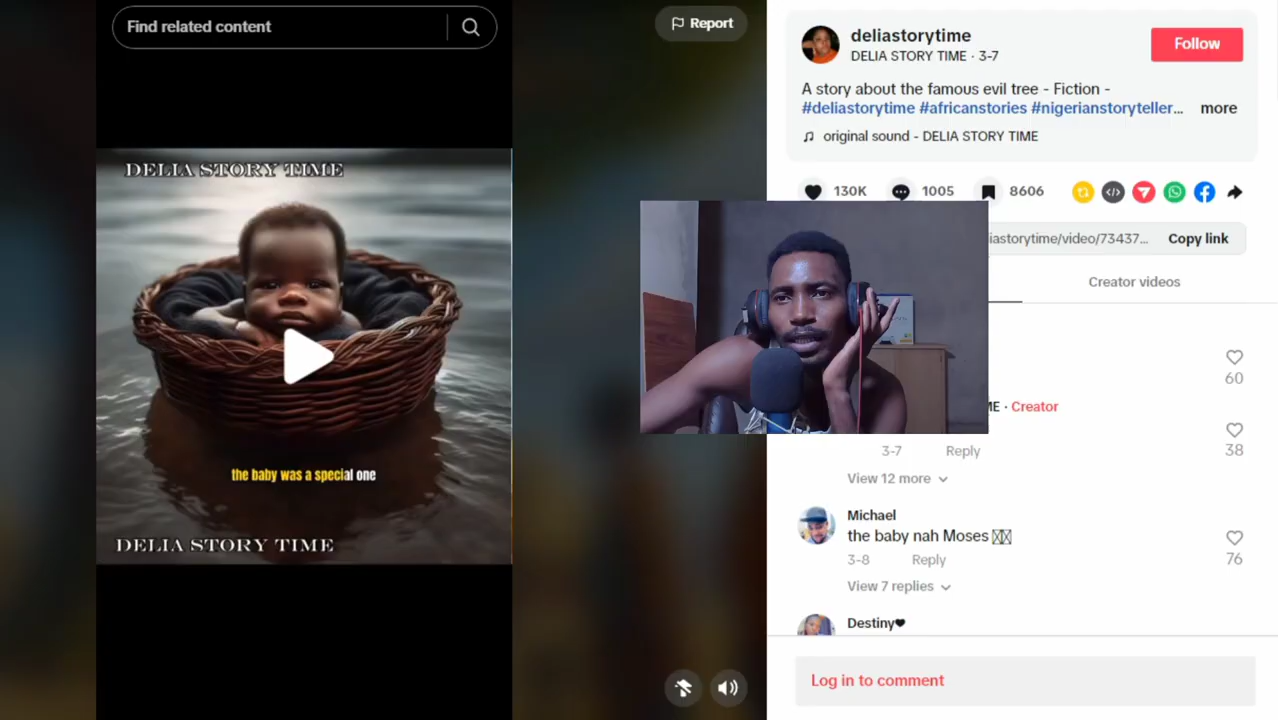 Find related content
Report
DELIA STORY TIME
the baby was a special one
DELIA STORY TIME
deliastorytime
DELIA STORY TIME · 3-7
Follow
A story about the famous evil tree - Fiction -
#deliastorytime #africanstories #nigerianstoryteller... more
original sound - DELIA STORY TIME
130K 1005 8606
iastorytime/video/73437... Copy link
Creator videos
60
ME · Creator
38
3-7 Reply
View 12 more
Michael
the baby nah Moses
76
3-8 Reply
View 7 replies
Destiny
Log in to comment